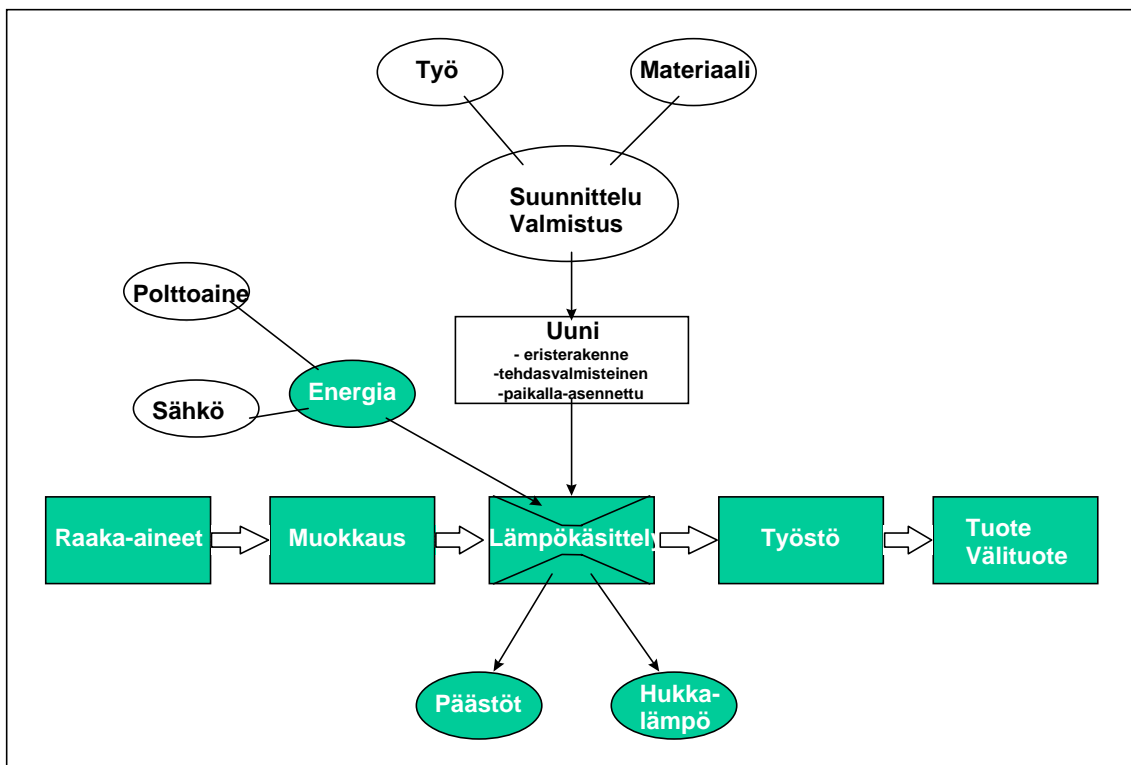 Työ
Materiaali
Suunnittelu
Valmistus
Polttoaine
Uuni
- eristerakenne
-tehdasvalmisteinen
-paikalla-asennettu
Energia
Sähkö
Raaka-aineet
Muokkaus
Lämpökäsittely
Työstö
Tuote
Välituote
Päästöt
Hukka-
lämpö